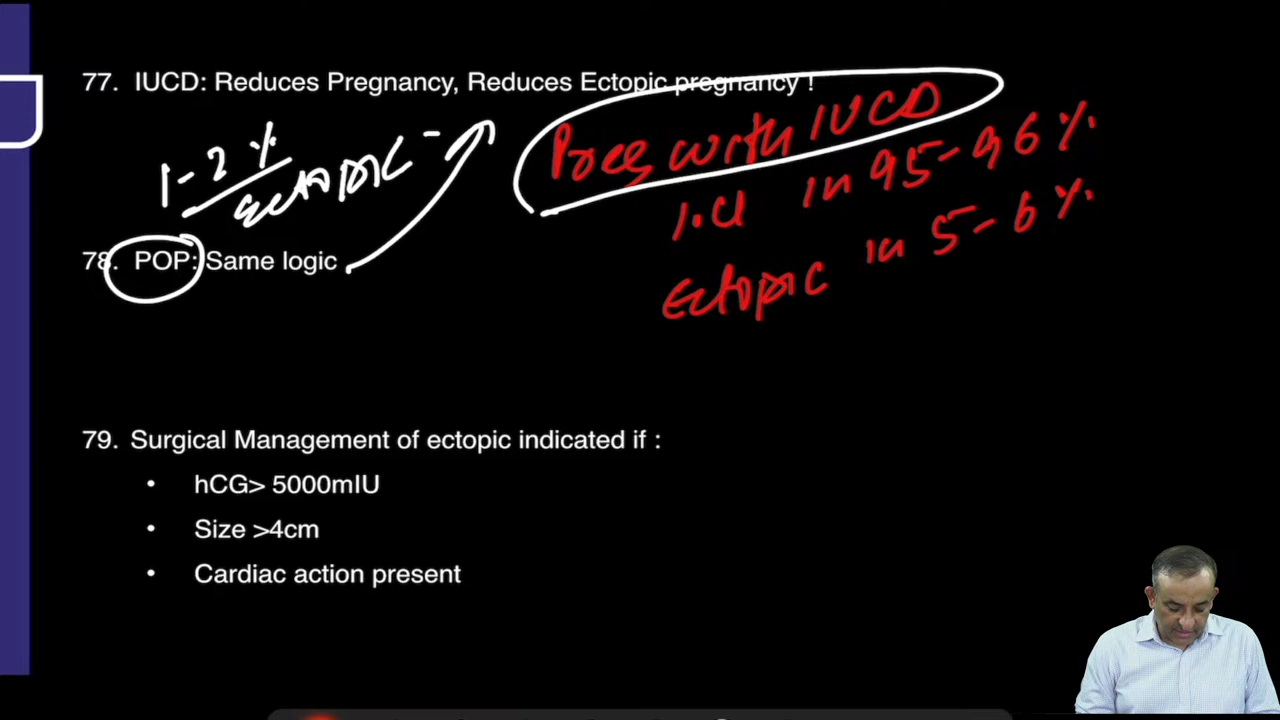 77. IUCD: Reduces Pregnancy, Reduces Ectopic pregnancy !
Preg with IUCD
1-2 %
Ectopic -
I.U in 95-96 %
78. POP: Same logic
Ectopic in 5-6 %
79. Surgical Management of ectopic indicated if :
• hCG> 5000mIU
• Size >4cm
• Cardiac action present